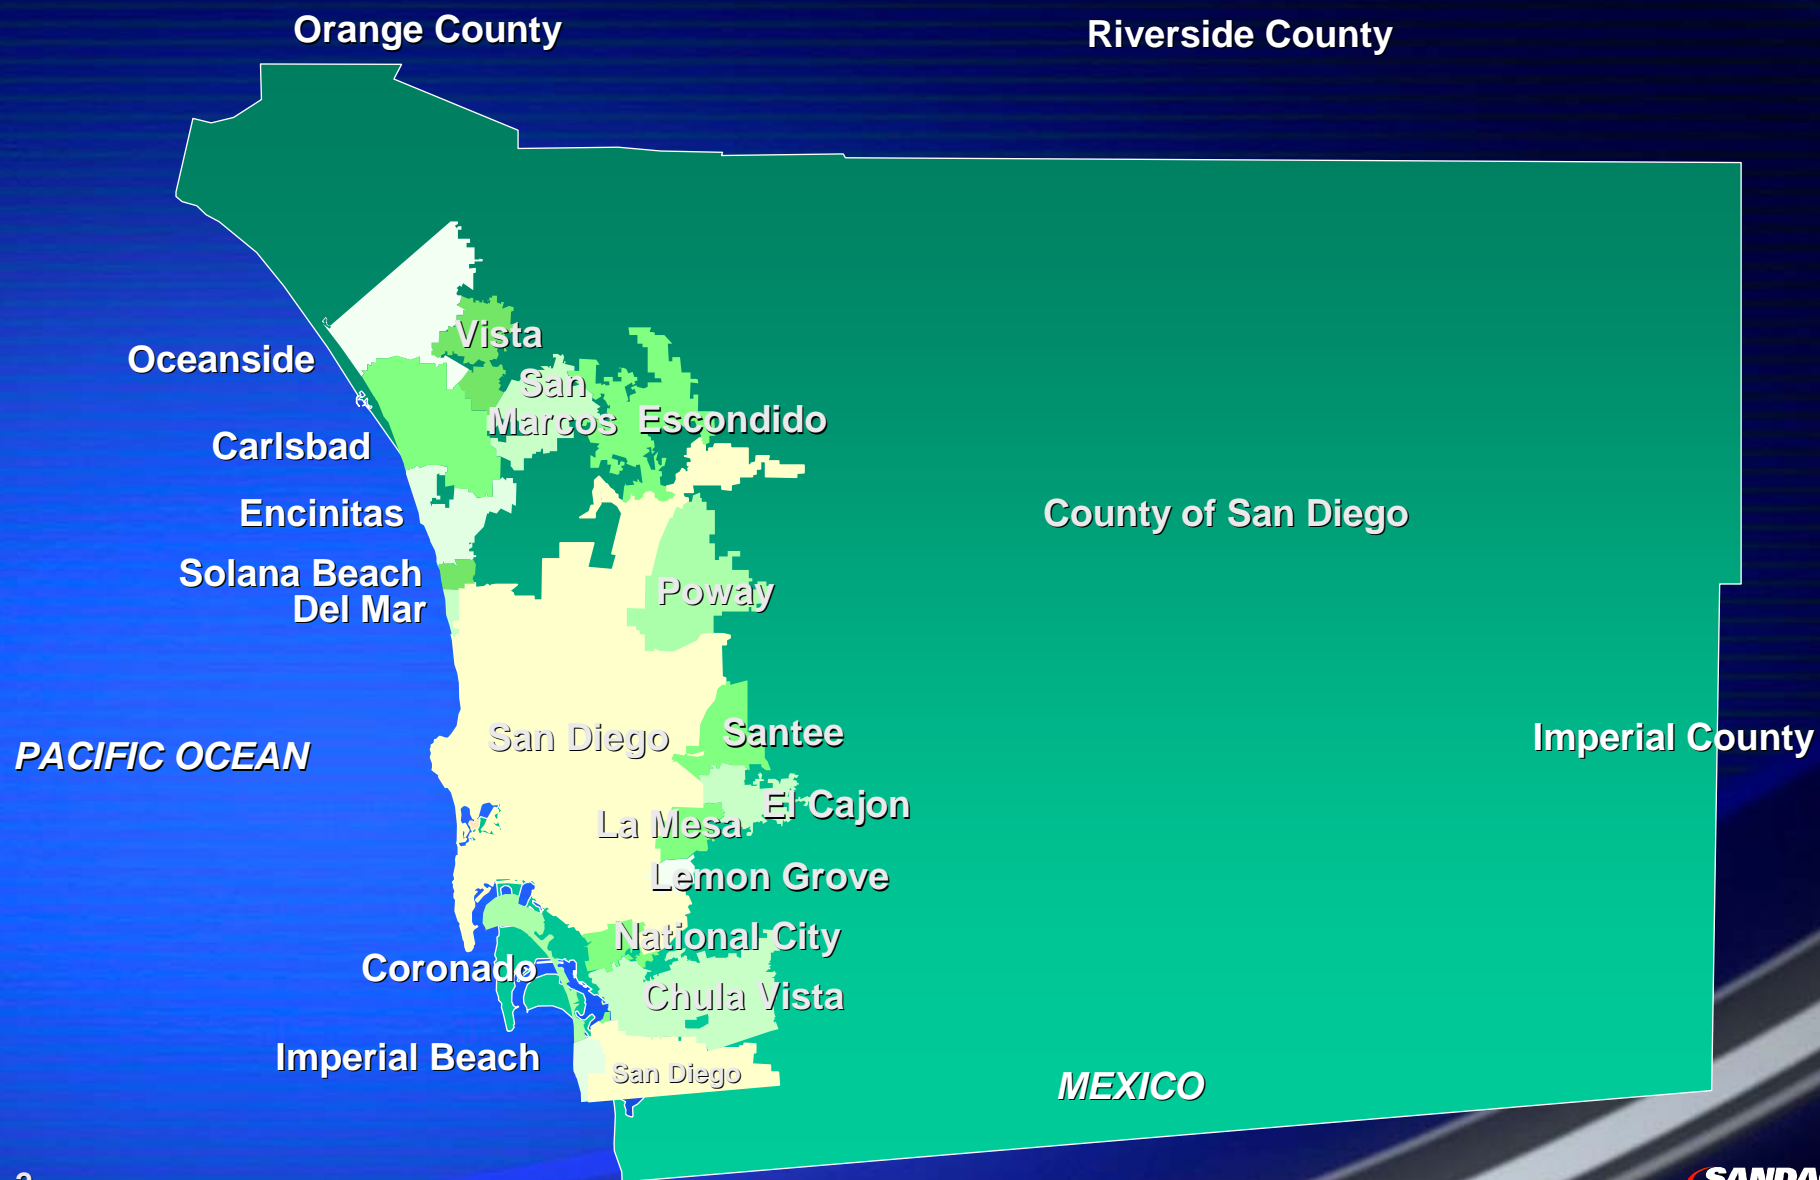 Orange County
Riverside County
Vista
Oceanside
San
Marcos
Escondido
Carlsbad
Encinitas
County of San Diego
Solana Beach
Poway
Del Mar
San Diego
Santee
Imperial County
PACIFIC OCEAN
El Cajon
La Mesa
Lemon Grove
National City
Coronado
Chula Vista
Imperial Beach
San Diego
MEXICO